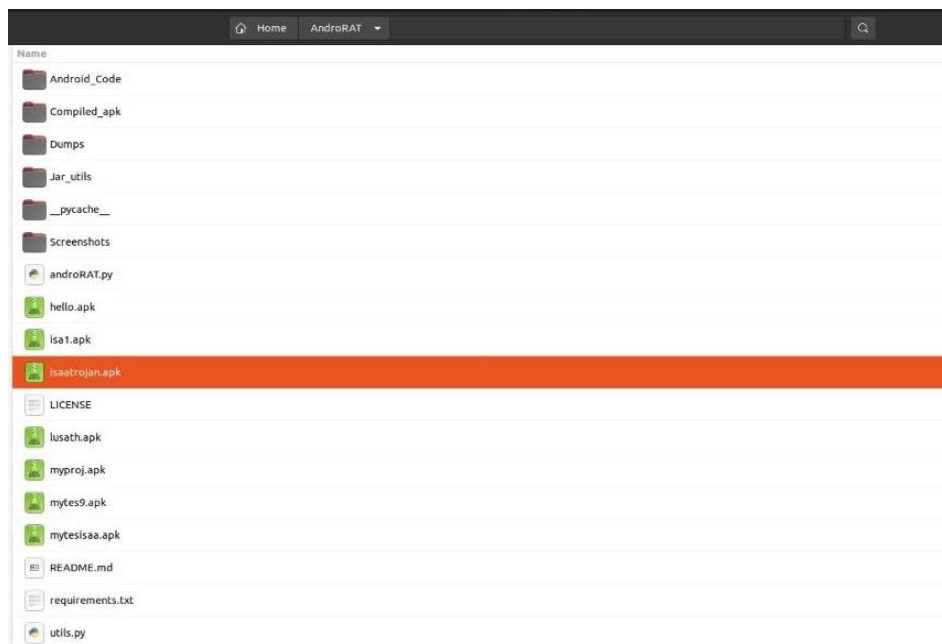 Home AndroRAT
Name
Android_Code
Compiled_apk
Dumps
Jar_utils
__pycache__
Screenshots
androRAT.py
hello.apk
isa1.apk
isaatrojan.apk
LICENSE
lusath.apk
myproj.apk
mytes9.apk
mytesisaa.apk
README.md
requirements.txt
utils.py